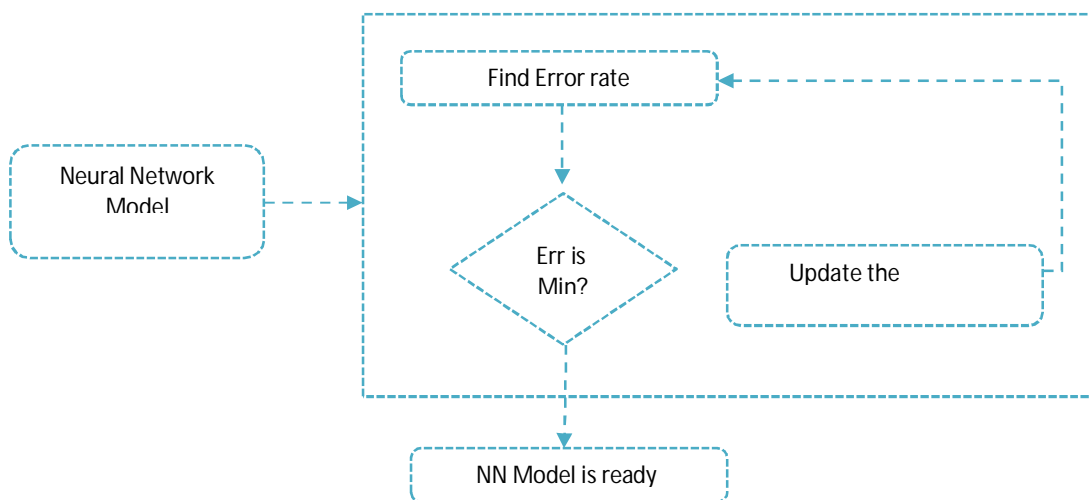 Find Error rate
Neural Network
Model
Err is
Min?
Update the
NN Model is ready